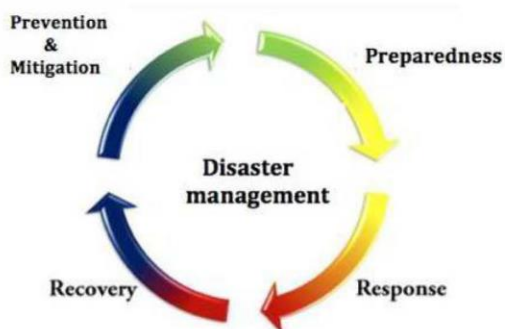 Prevention
&
Mitigation
Preparedness
Disaster
management
Recovery
Response